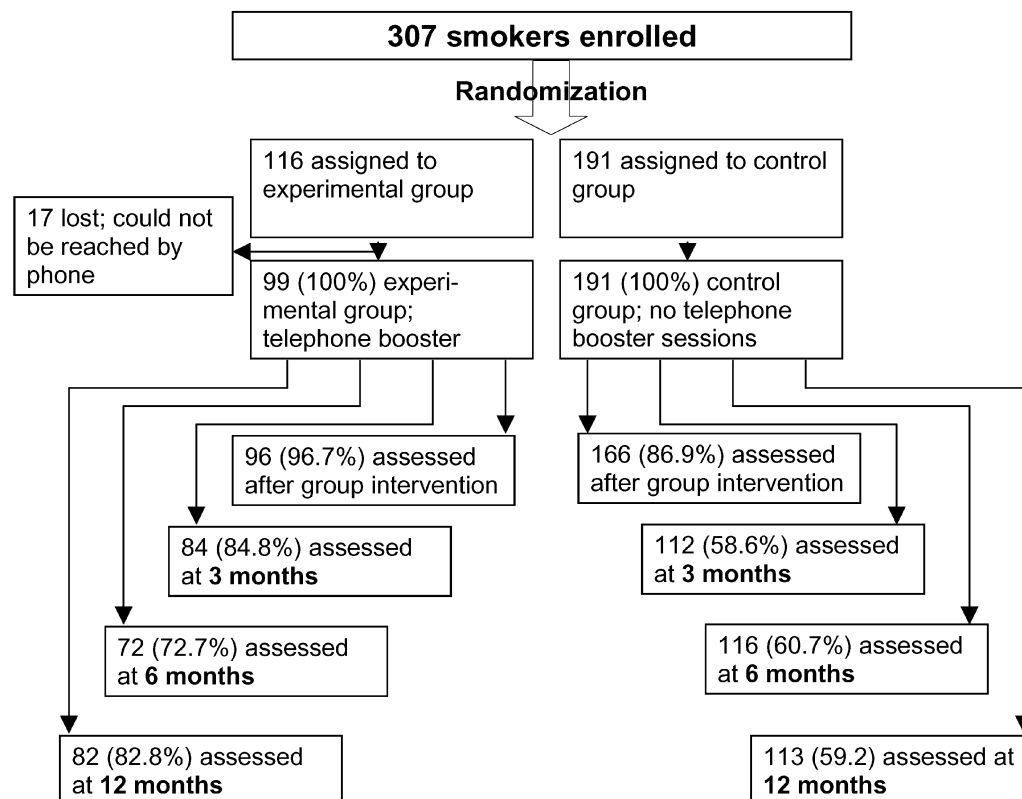 307 smokers enrolled
Randomization
116 assigned to
experimental group
191 assigned to control
group
17 lost; could not
be reached by
phone
99 (100%) experi-
mental group;
telephone booster
191 (100%) control
group; no telephone
booster sessions
96 (96.7%) assessed
after group intervention
166 (86.9%) assessed
after group intervention
84 (84.8%) assessed
at 3 months
112 (58.6%) assessed
at 3 months
72 (72.7%) assessed
at 6 months
116 (60.7%) assessed
at 6 months
82 (82.8%) assessed
at 12 months
113 (59.2) assessed at
12 months